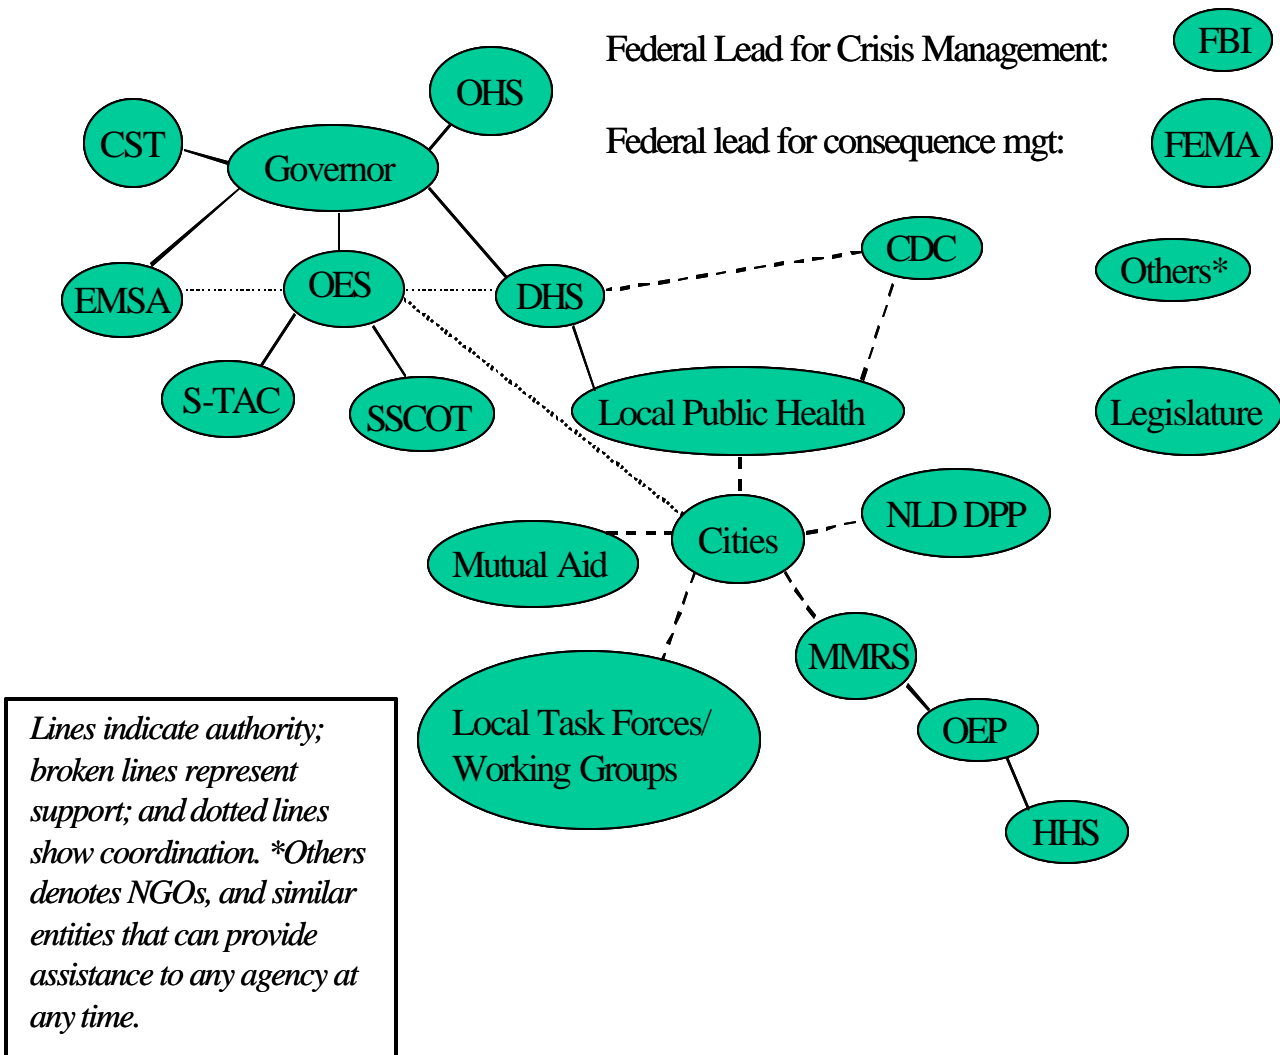 Federal Lead for Crisis Management:
FBI
OHS
CST
Governor
Federal lead for consequence mgt:
FEMA
CDC
Others*
EMSA
OES
DHS
S-TAC
SSCOT
Local Public Health
Legislature
NLD DPP
Cities
Mutual Aid
MMRS
Local Task Forces/
Working Groups
OEP
HHS
Lines indicate authority;
broken lines represent
support; and dotted lines
show coordination. *Others
denotes NGOs, and similar
entities that can provide
assistance to any agency at
any time.